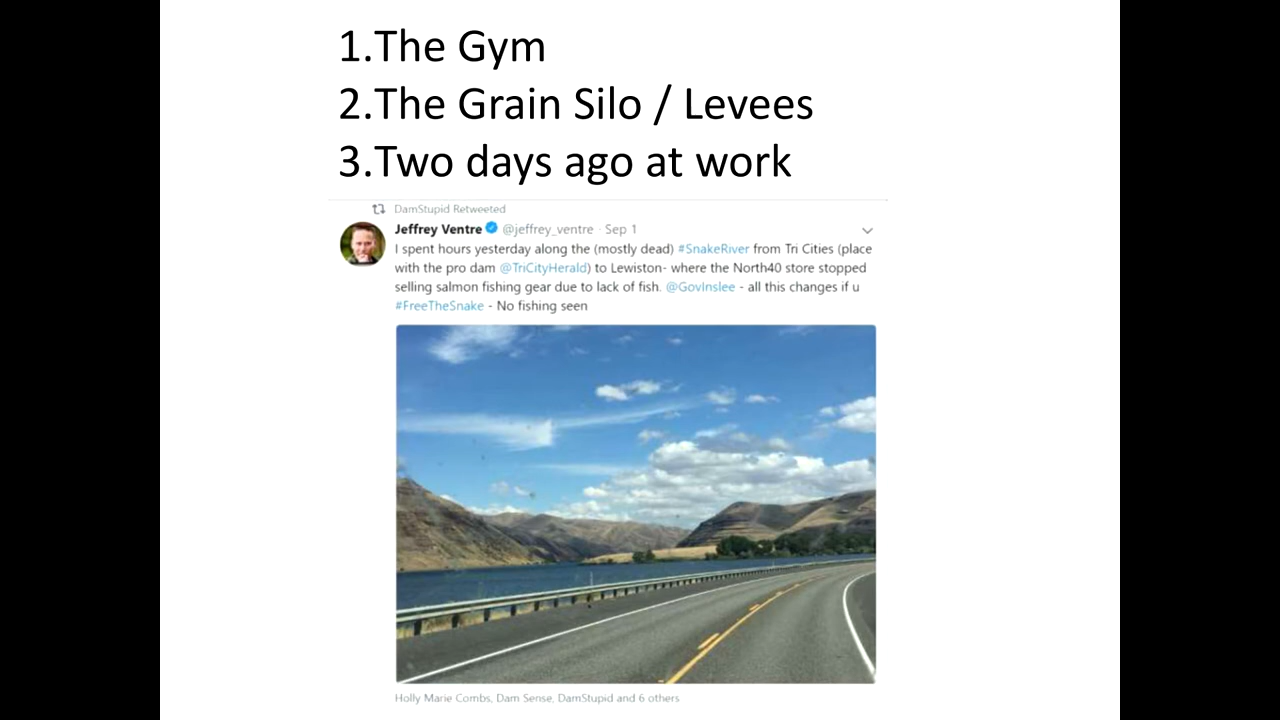 1.The Gym
2.The Grain Silo / Levees
3.Two days ago at work
DamStupid Retweeted
Jeffrey Ventre @jeffrey_ventre · Sep 1
I spent hours yesterday along the (mostly dead) #SnakeRiver from Tri Cities (place
with the pro dam @TriCityHerald) to Lewiston- where the North40 store stopped
selling salmon fishing gear due to lack of fish. @GovInslee - all this changes if u
#FreeTheSnake - No fishing seen
Holly Marie Combs, Dam Sense, DamStupid and 6 others